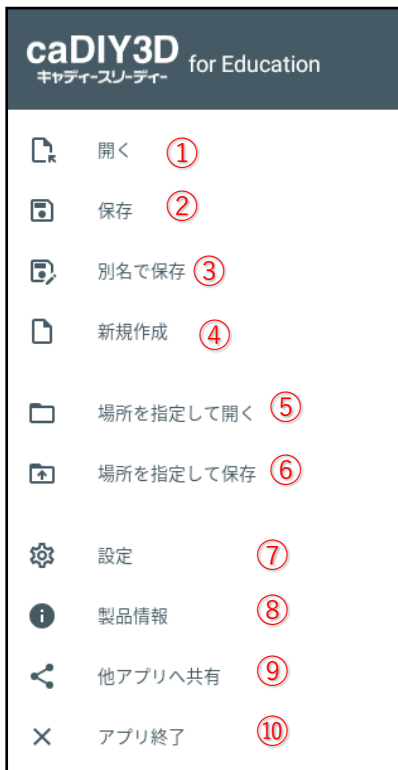 caDIY3D for Education
キャディースリーディー
開く ①
保存 ②
別名で保存 ③
新規作成 ④
場所を指定して開く ⑤
場所を指定して保存 ⑥
設定 ⑦
製品情報 ⑧
他アプリへ共有 ⑨
アプリ終了 ⑩